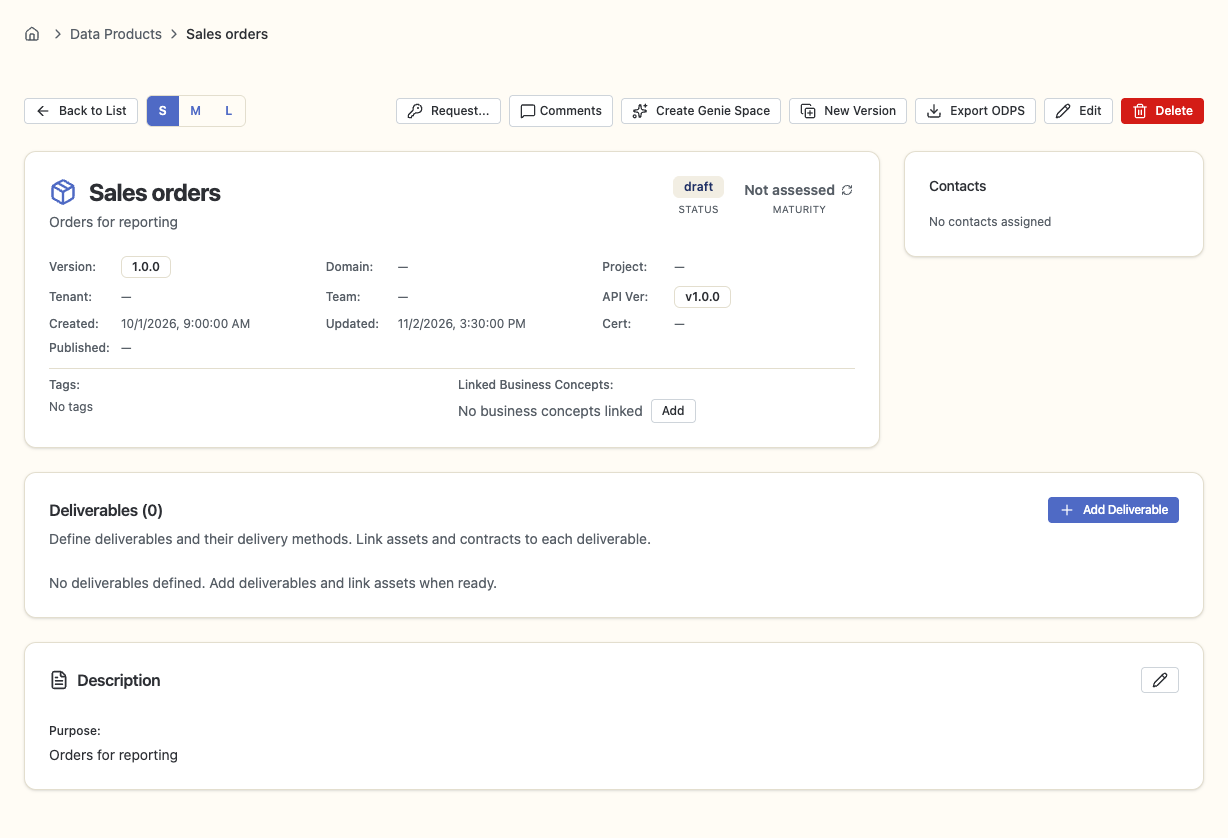 Data Products
Sales orders
Back to List
S
M
L
Request...
Comments
Create Genie Space
New Version
Export ODPS
Edit
Delete
Sales orders
Orders for reporting
draft
STATUS
Not assessed
MATURITY
Contacts
No contacts assigned
Version: 1.0.0
Domain: —
Project: —
Tenant: —
Team: —
API Ver: v1.0.0
Created: 10/1/2026, 9:00:00 AM
Updated: 11/2/2026, 3:30:00 PM
Cert: —
Published: —
Tags:
No tags
Linked Business Concepts:
No business concepts linked
Add
Deliverables (0)
Add Deliverable
Define deliverables and their delivery methods. Link assets and contracts to each deliverable.
No deliverables defined. Add deliverables and link assets when ready.
Description
Purpose:
Orders for reporting